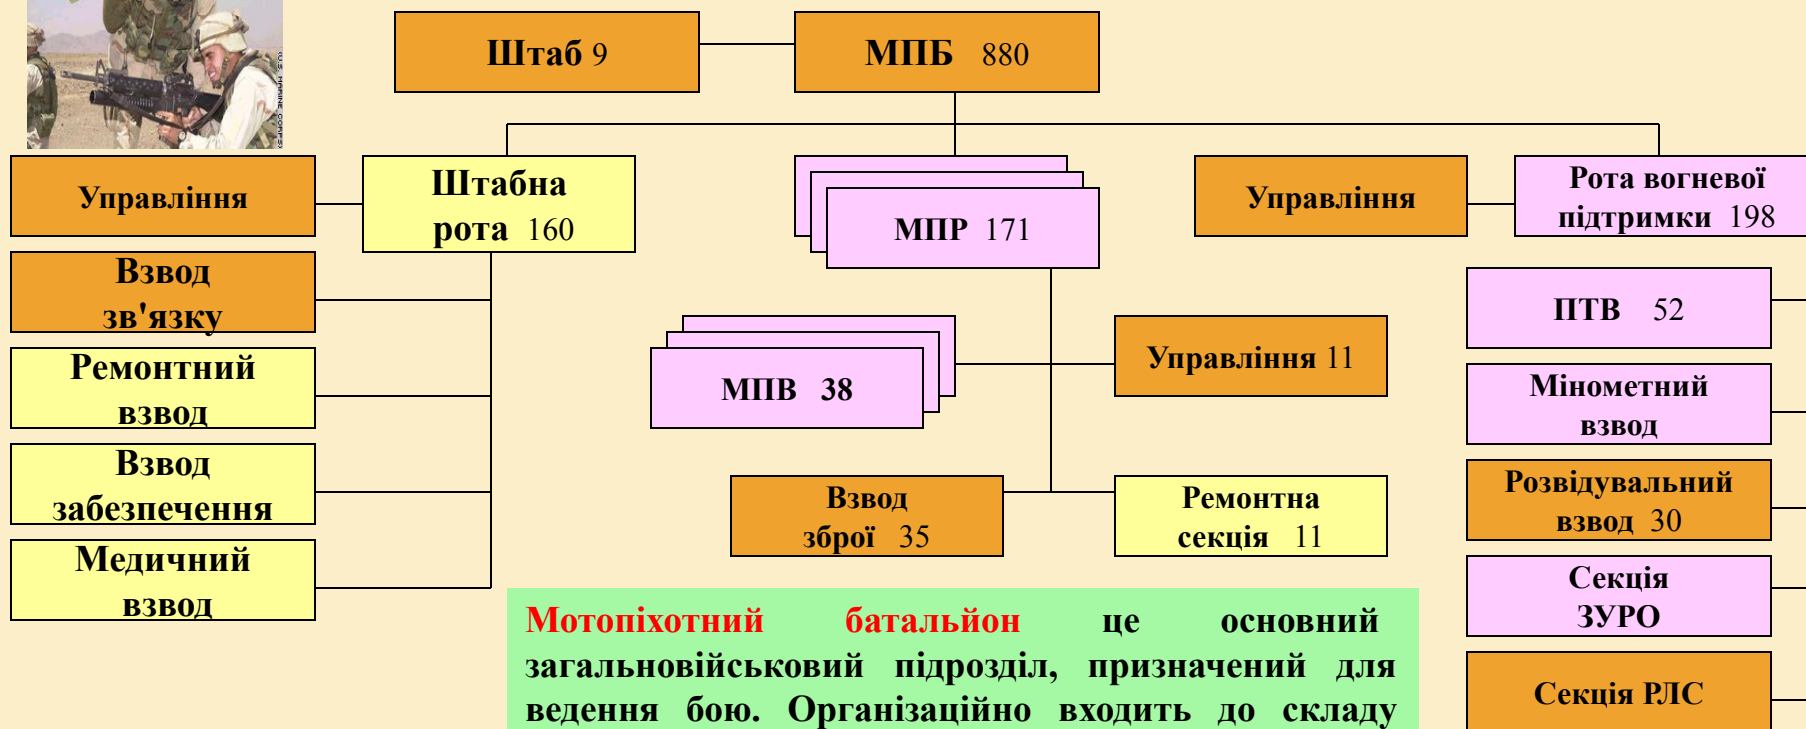 Штаб 9
МПБ 880
Управління
Штабна
рота 160
МПР 171
Управління
Рота вогневої
підтримки 198
Взвод
зв'язку
Ремонтний
взвод
Взвод
забезпечення
Медичний
взвод
МПВ 38
Управління 11
Взвод
зброї 35
Ремонтна
секція 11
ПТВ 52
Мінометний
взвод
Розвідувальний
взвод 30
Секція
ЗУРО
Секція РЛС
Мотопіхотний батальйон це основний
загальновійськовий підрозділ, призначений для
ведення бою. Організаційно входить до складу